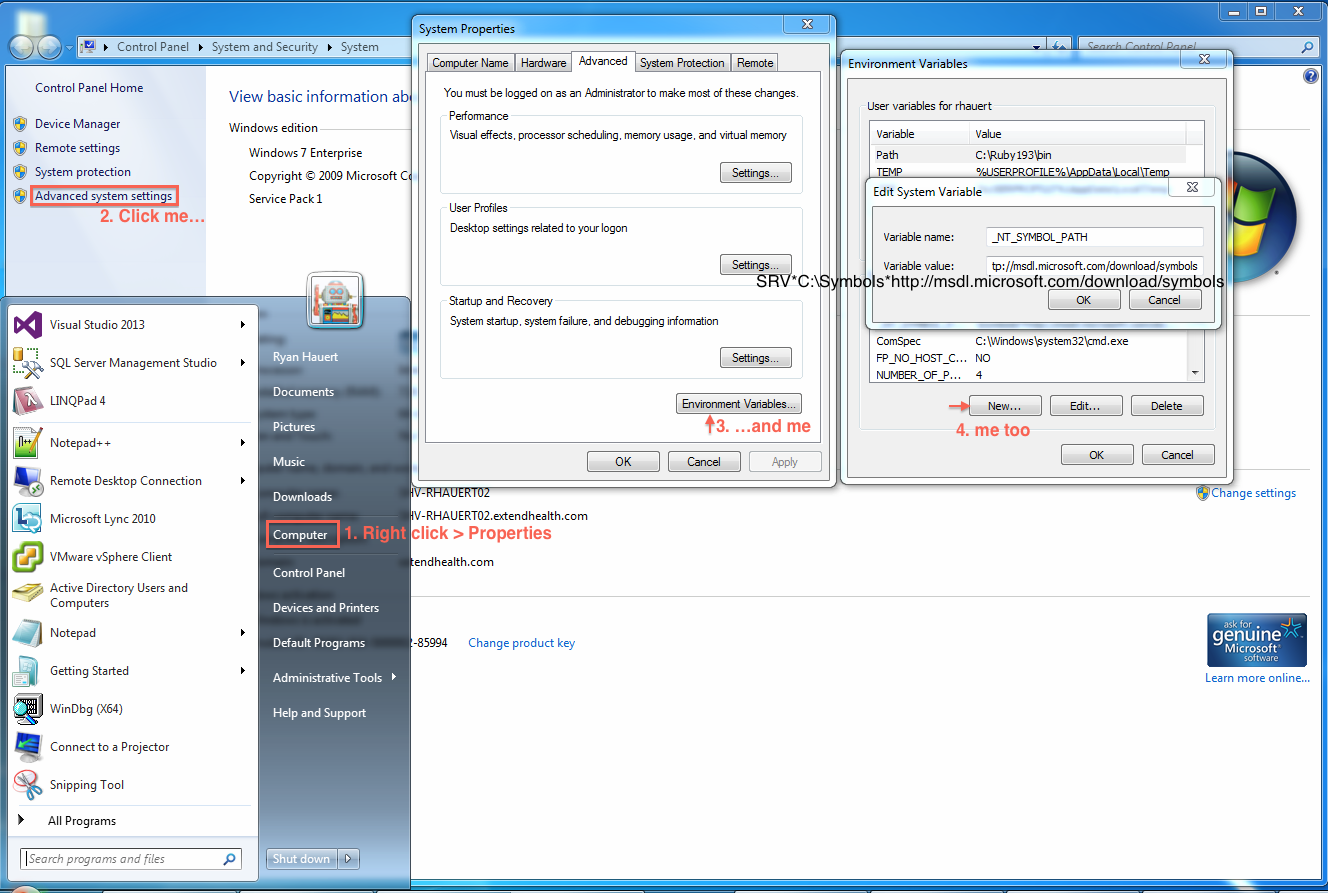 Control Panel
System and Security
System
Search Control Panel
Control Panel Home
Device Manager
Remote settings
System protection
Advanced system settings
2. Click me…
View basic information abo
Windows edition
Windows 7 Enterprise
Copyright © 2009 Microsoft Co
Service Pack 1
System Properties
Computer Name
Hardware
Advanced
System Protection
Remote
You must be logged on as an Administrator to make most of these changes.
Performance
Visual effects, processor scheduling, memory usage, and virtual memory
Settings...
User Profiles
Desktop settings related to your logon
Settings...
Startup and Recovery
System startup, system failure, and debugging information
Settings...
Environment Variables...
3. …and me
OK
Cancel
Apply
Environment Variables
User variables for rhauert
Variable Value
Path C:\Ruby193\bin
TEMP %USERPROFILE%\AppData\Local\Temp
Edit System Variable
Variable name: _NT_SYMBOL_PATH
Variable value: tp://msdl.microsoft.com/download/symbols
SRV*C:\Symbols*http://msdl.microsoft.com/download/symbols
OK
Cancel
ComSpec C:\Windows\system32\cmd.exe
FP_NO_HOST_C... NO
NUMBER_OF_P... 4
New...
Edit...
Delete
4. me too
OK
Cancel
Visual Studio 2013
SQL Server Management Studio
LINQPad 4
Notepad++
Remote Desktop Connection
Microsoft Lync 2010
VMware vSphere Client
Active Directory Users and
Computers
Notepad
Getting Started
WinDbg (X64)
Connect to a Projector
Snipping Tool
All Programs
Search programs and files
Ryan Hauert
Documents
Pictures
Music
Downloads
Computer
1. Right click > Properties
Control Panel
Devices and Printers
Default Programs
Administrative Tools
Help and Support
Shut down
HV-RHAUERT02
HV-RHAUERT02.extendhealth.com
tendhealth.com
Change settings
2-85994
Change product key
ask for
genuine
Microsoft
software
Learn more online...